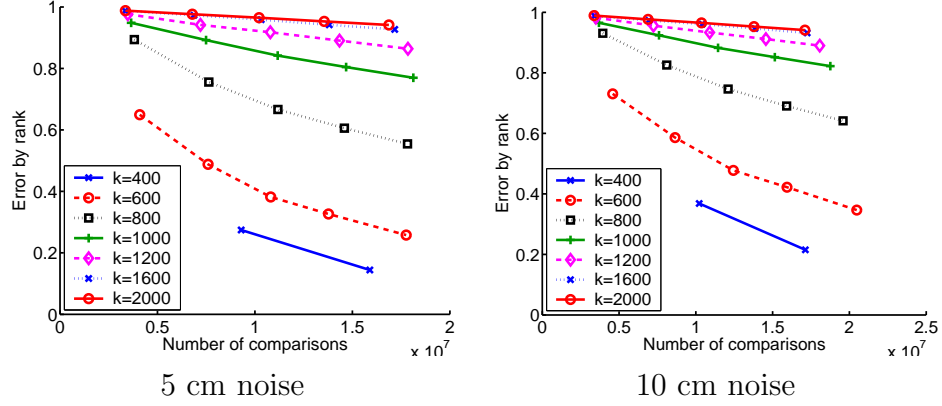 Error by rank
1
0.8
0.6
0.4
0.2
0
k=400
k=600
k=800
k=1000
k=1200
k=1600
k=2000
0 0.5 1 1.5 2
Number of comparisons
x 10^7
5 cm noise
Error by rank
1
0.8
0.6
0.4
0.2
0
k=400
k=600
k=800
k=1000
k=1200
k=1600
k=2000
0 0.5 1 1.5 2 2.5
Number of comparisons
x 10^7
10 cm noise